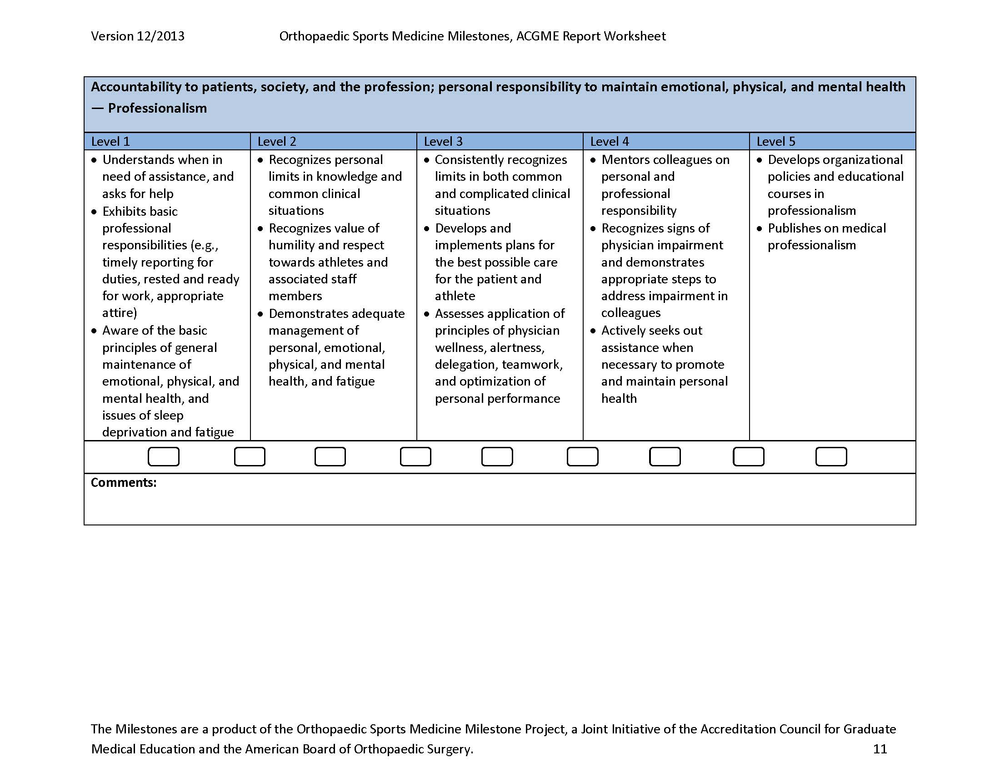 Version 12/2013 Orthopaedic Sports Medicine Milestones, ACGME Report Worksheet
Accountability to patients, society, and the profession; personal responsibility to maintain emotional, physical, and mental health
— Professionalism
Level 1
• Understands when in
need of assistance, and
asks for help
• Exhibits basic
professional
responsibilities (e.g.,
timely reporting for
duties, rested and ready
for work, appropriate
attire)
• Aware of the basic
principles of general
maintenance of
emotional, physical, and
mental health, and
issues of sleep
deprivation and fatigue
Level 2
• Recognizes personal
limits in knowledge and
common clinical
situations
• Recognizes value of
humility and respect
towards athletes and
associated staff
members
• Demonstrates adequate
management of
personal, emotional,
physical, and mental
health, and fatigue
Level 3
• Consistently recognizes
limits in both common
and complicated clinical
situations
• Develops and
implements plans for
the best possible care
for the patient and
athlete
• Assesses application of
principles of physician
wellness, alertness,
delegation, teamwork,
and optimization of
personal performance
Level 4
• Mentors colleagues on
personal and
professional
responsibility
• Recognizes signs of
physician impairment
and demonstrates
appropriate steps to
address impairment in
colleagues
• Actively seeks out
assistance when
necessary to promote
and maintain personal
health
Level 5
• Develops organizational
policies and educational
courses in
professionalism
• Publishes on medical
professionalism
Comments:
The Milestones are a product of the Orthopaedic Sports Medicine Milestone Project, a Joint Initiative of the Accreditation Council for Graduate
Medical Education and the American Board of Orthopaedic Surgery. 11